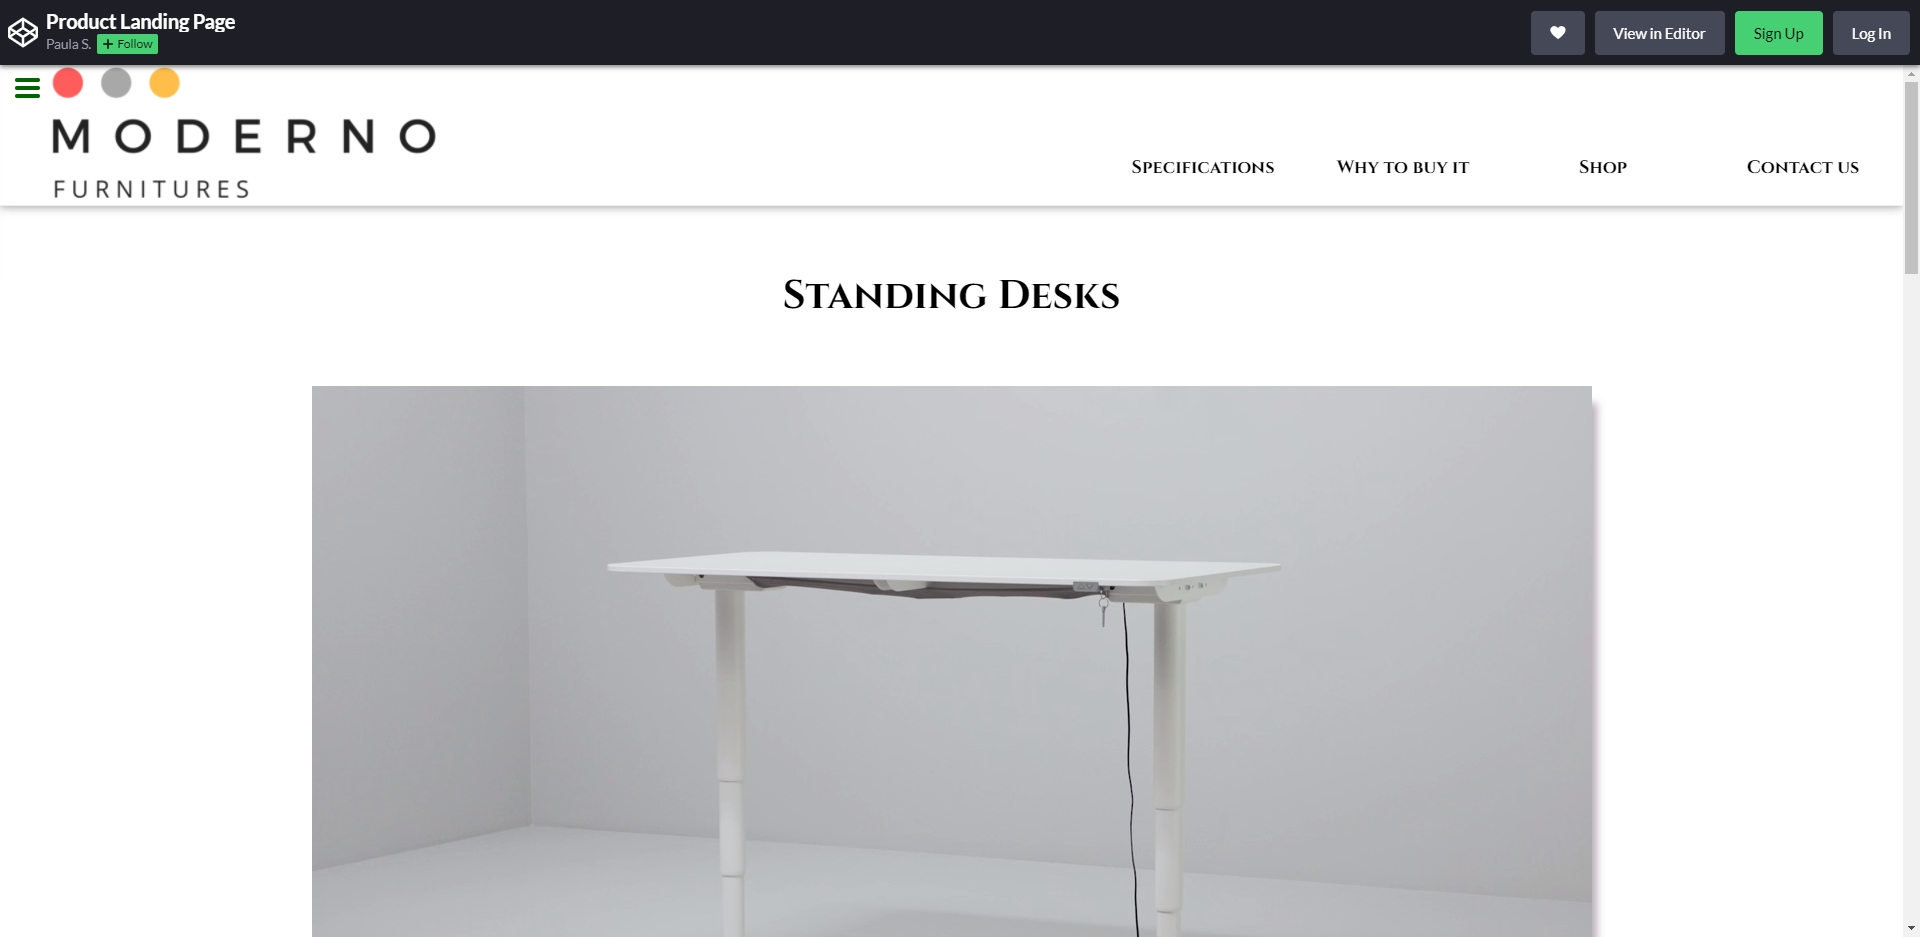 Product Landing Page
Paula S. + Follow
View in Editor
Sign Up
Log In
MODERNO
FURNITURES
Specifications
Why to buy it
Shop
Contact us
Standing Desks